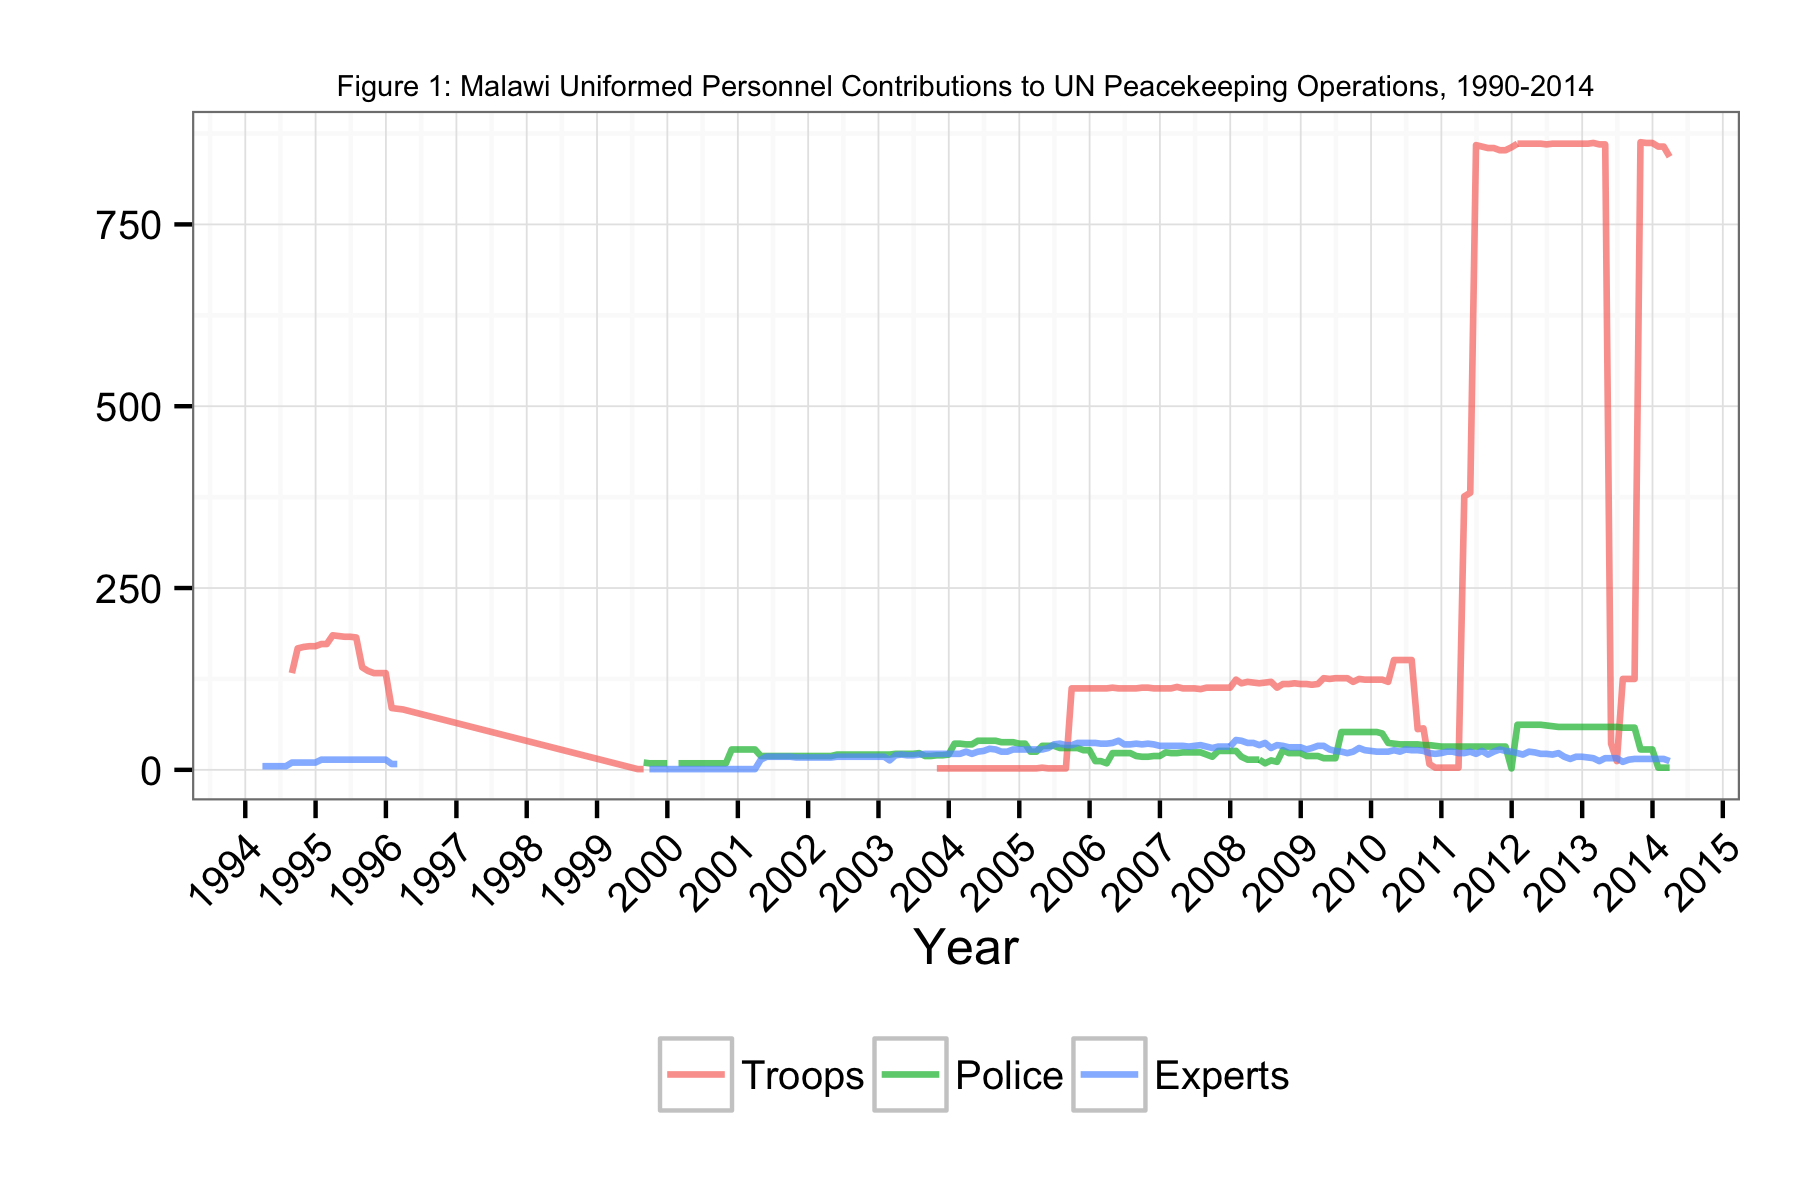 Figure 1: Malawi Uniformed Personnel Contributions to UN Peacekeeping Operations, 1990-2014
750
500
250
0
1994 1995 1996 1997 1998 1999 2000 2001 2002 2003 2004 2005 2006 2007 2008 2009 2010 2011 2012 2013 2014 2015
Year
Troops Police Experts